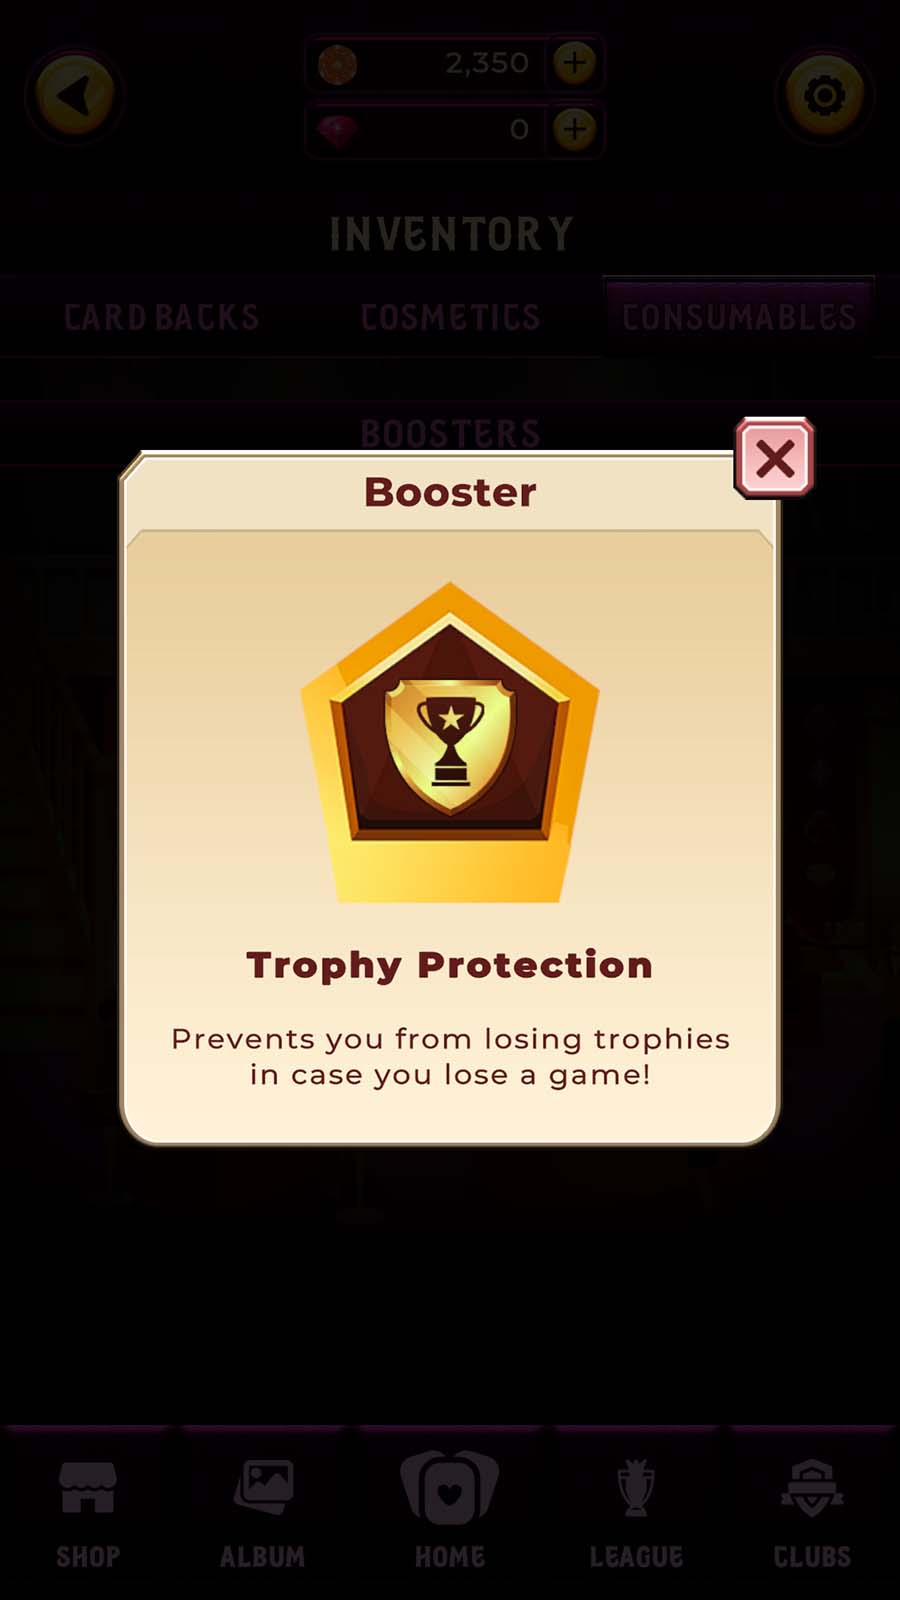 2,350
0
INVENTORY
CARD BACKS COSMETICS CONSUMABLES
BOOSTERS
Booster
Trophy Protection
Prevents you from losing trophies
in case you lose a game!
SHOP ALBUM HOME LEAGUE CLUBS